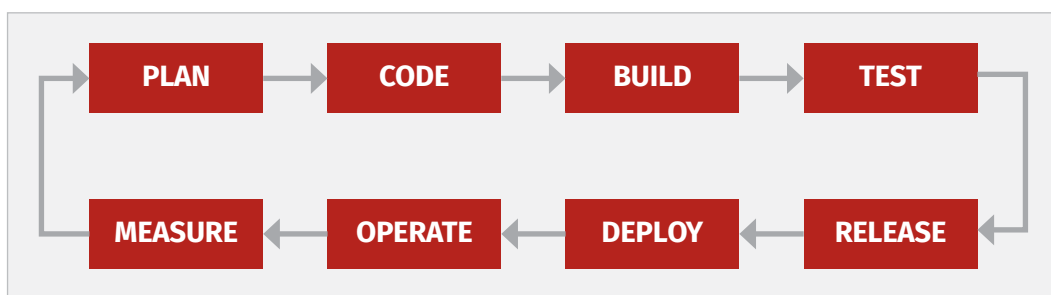 PLAN
CODE
BUILD
TEST
MEASURE
OPERATE
DEPLOY
RELEASE